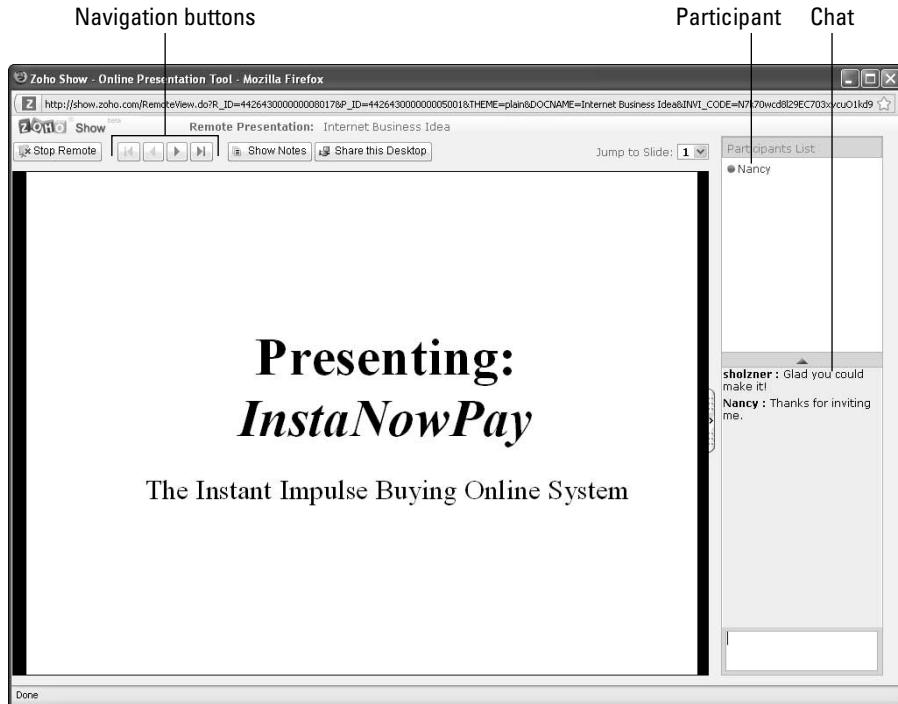 Navigation buttons
Participant
Chat
Zoho Show - Online Presentation Tool - Mozilla Firefox
ZOHO Show beta
Remote Presentation: Internet Business Idea
Stop Remote
Show Notes
Share this Desktop
Jump to Slide: 1
Participants List
Nancy
Presenting:
InstaNowPay
The Instant Impulse Buying Online System
sholzner : Glad you could
make it!
Nancy : Thanks for inviting
me.
Done